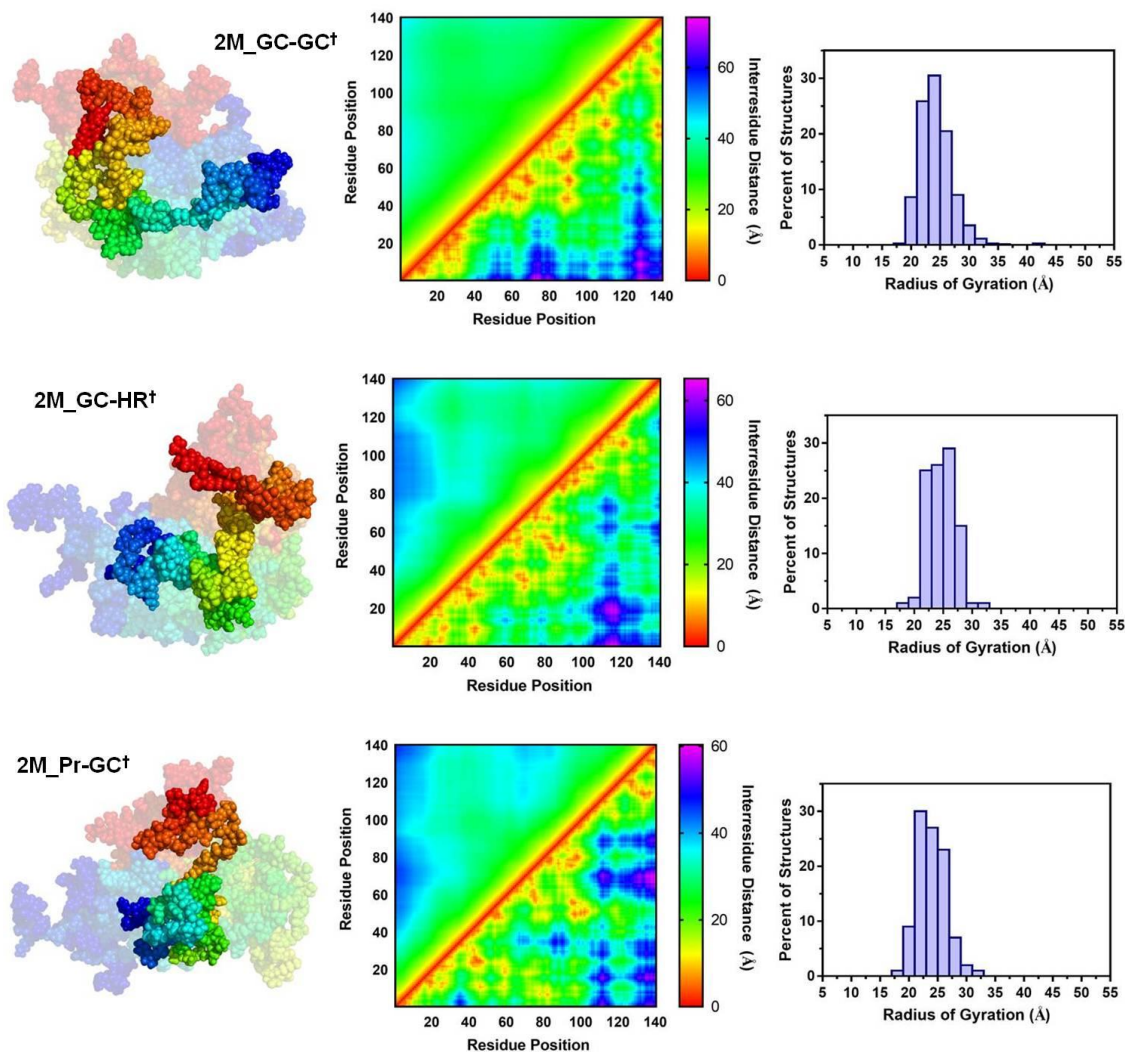 2M_GC-GC†
140
120
100
80
60
40
20
20 40 60 80 100 120 140
Residue Position
Residue Position
60
40
20
0
Interresidue Distance (Å)
30
20
10
0
5 10 15 20 25 30 35 40 45 50 55
Percent of Structures
Radius of Gyration (Å)
2M_GC-HR†
140
120
100
80
60
40
20
20 40 60 80 100 120 140
Residue Position
Residue Position
60
40
20
0
Interresidue Distance (Å)
30
20
10
0
5 10 15 20 25 30 35 40 45 50 55
Percent of Structures
Radius of Gyration (Å)
2M_Pr-GC†
140
120
100
80
60
40
20
20 40 60 80 100 120 140
Residue Position
Residue Position
60
40
20
0
Interresidue Distance (Å)
30
20
10
0
5 10 15 20 25 30 35 40 45 50 55
Percent of Structures
Radius of Gyration (Å)